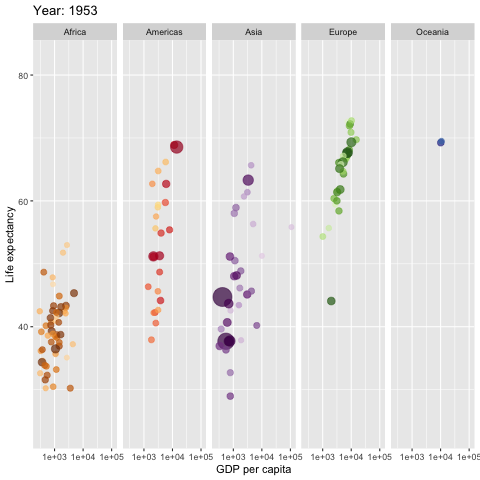 Year: 1953
Africa Americas Asia Europe Oceania
80
60
40
1e+03 1e+04 1e+05 1e+03 1e+04 1e+05 1e+03 1e+04 1e+05 1e+03 1e+04 1e+05 1e+03 1e+04 1e+05
Life expectancy
GDP per capita